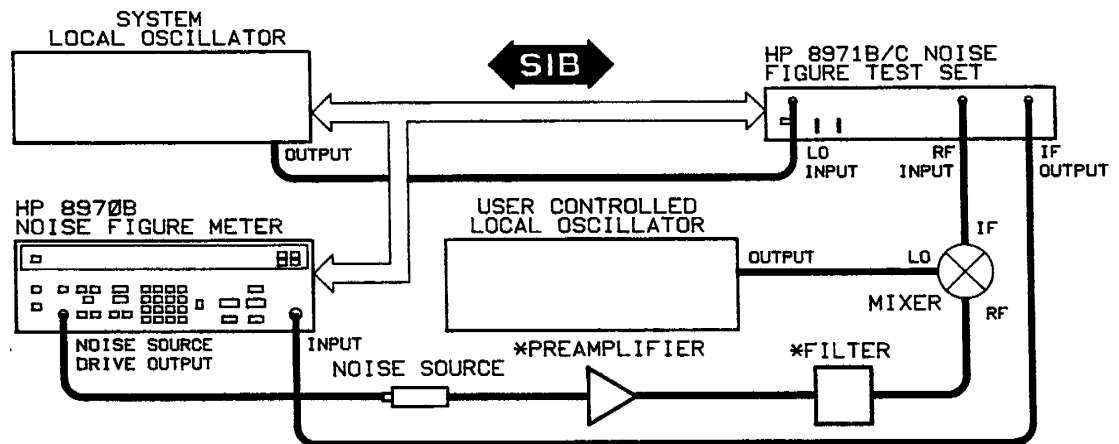 SYSTEM
LOCAL OSCILLATOR
SIB
HP 8971B/C NOISE
FIGURE TEST SET
OUTPUT
LO
INPUT
RF
INPUT
IF
OUTPUT
HP 8970B
NOISE FIGURE METER
USER CONTROLLED
LOCAL OSCILLATOR
OUTPUT
LO
IF
MIXER
RF
NOISE SOURCE
DRIVE OUTPUT
INPUT
NOISE SOURCE
*PREAMPLIFIER
*FILTER